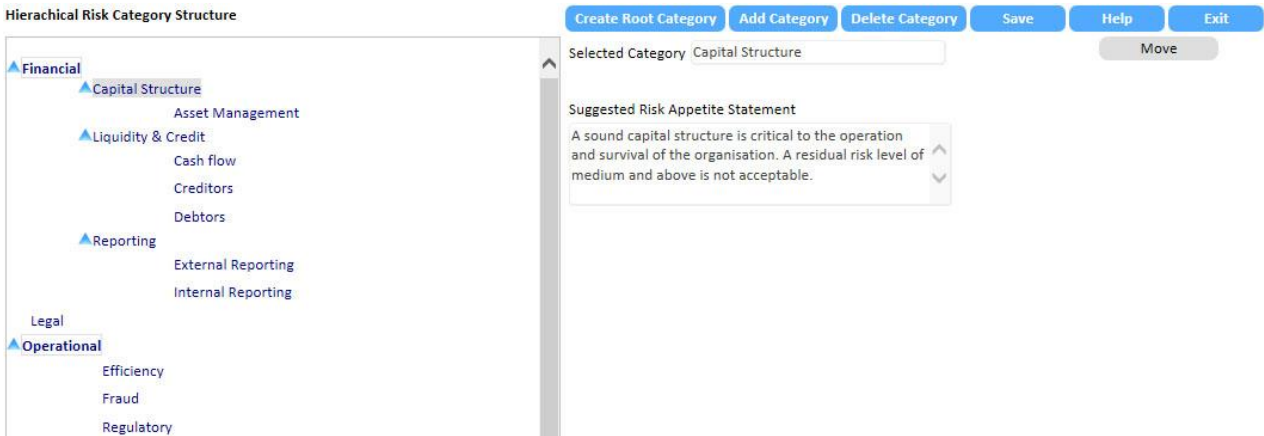 Hierachical Risk Category Structure
Create Root Category
Add Category
Delete Category
Save
Help
Exit
Selected Category Capital Structure
Move
Financial
Capital Structure
Asset Management
Liquidity & Credit
Cash flow
Creditors
Debtors
Reporting
External Reporting
Internal Reporting
Legal
Operational
Efficiency
Fraud
Regulatory
Suggested Risk Appetite Statement
A sound capital structure is critical to the operation
and survival of the organisation. A residual risk level of
medium and above is not acceptable.